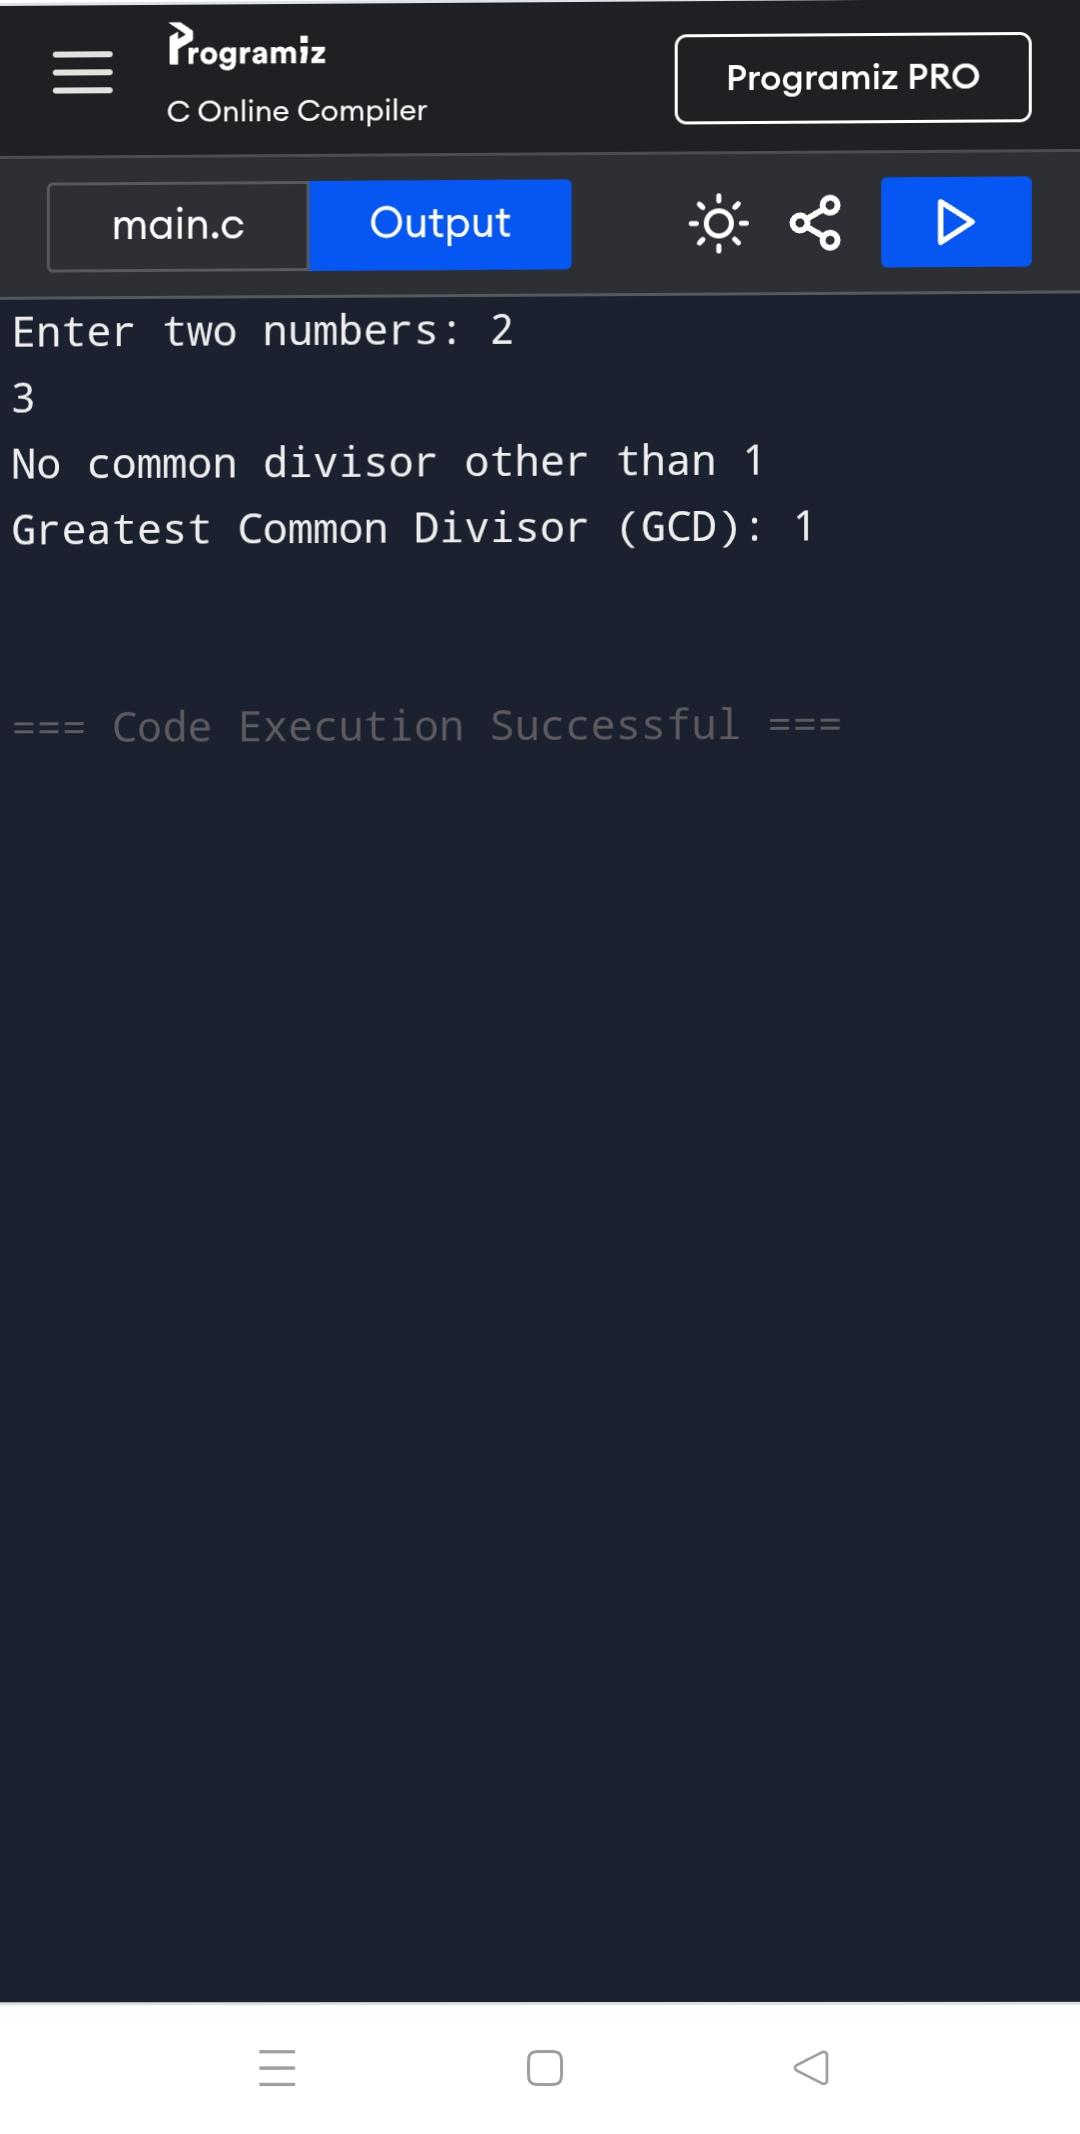 Programiz
C Online Compiler
Programiz PRO
main.c
Output
Enter two numbers: 2
3
No common divisor other than 1
Greatest Common Divisor (GCD): 1
=== Code Execution Successful ===